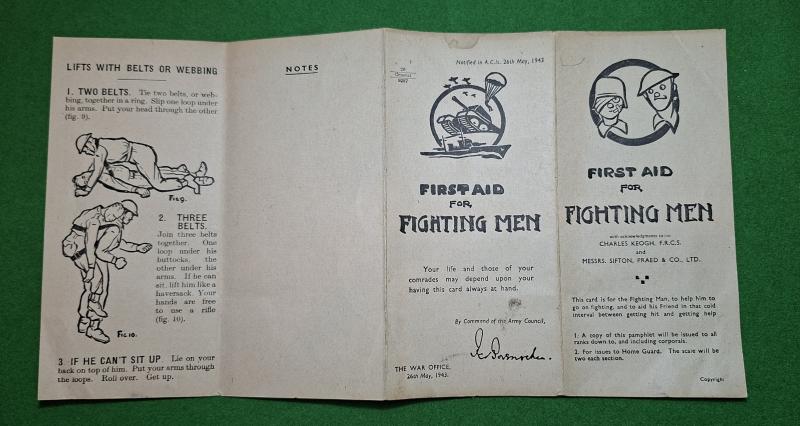 LIFTS WITH BELTS OR WEBBING
1. TWO BELTS. Tie two belts, or web-
bing, together in a ring. Slip one loop under
his arms. Put your head through the other
(fig. 9).
Fig 9.
2. THREE
BELTS.
Join three belts
together. One
loop under his
buttocks, the
other under his
arms. If he can
sit, lift him like a
haversack. Your
hands are free
to use a rifle
(fig. 10).
Fig 10.
3. IF HE CAN'T SIT UP. Lie on your
back on top of him. Put your arms through
the loops. Roll over. Get up.
NOTES
Notified in A.C.Is. 26th May, 1943
26
General
FIRST AID
FOR
FIGHTING MEN
Your life and those of your
comrades may depend upon your
having this card always at hand.
By Command of the Army Council,
THE WAR OFFICE,
26th May, 1943.
FIRST AID
FOR
FIGHTING MEN
with acknowledgments to
CHARLES KEOGH, F.R.C.S.
and
MESSRS. SIFTON, PRAED & CO., LTD.
This card is for the Fighting Man, to help him to
go on fighting, and to aid his Friend in that cold
interval between getting hit and getting help
1. A copy of this pamphlet will be issued to all
ranks down to, and including corporals.
2. For issues to Home Guard. The scale will be
two each section.
Copyright